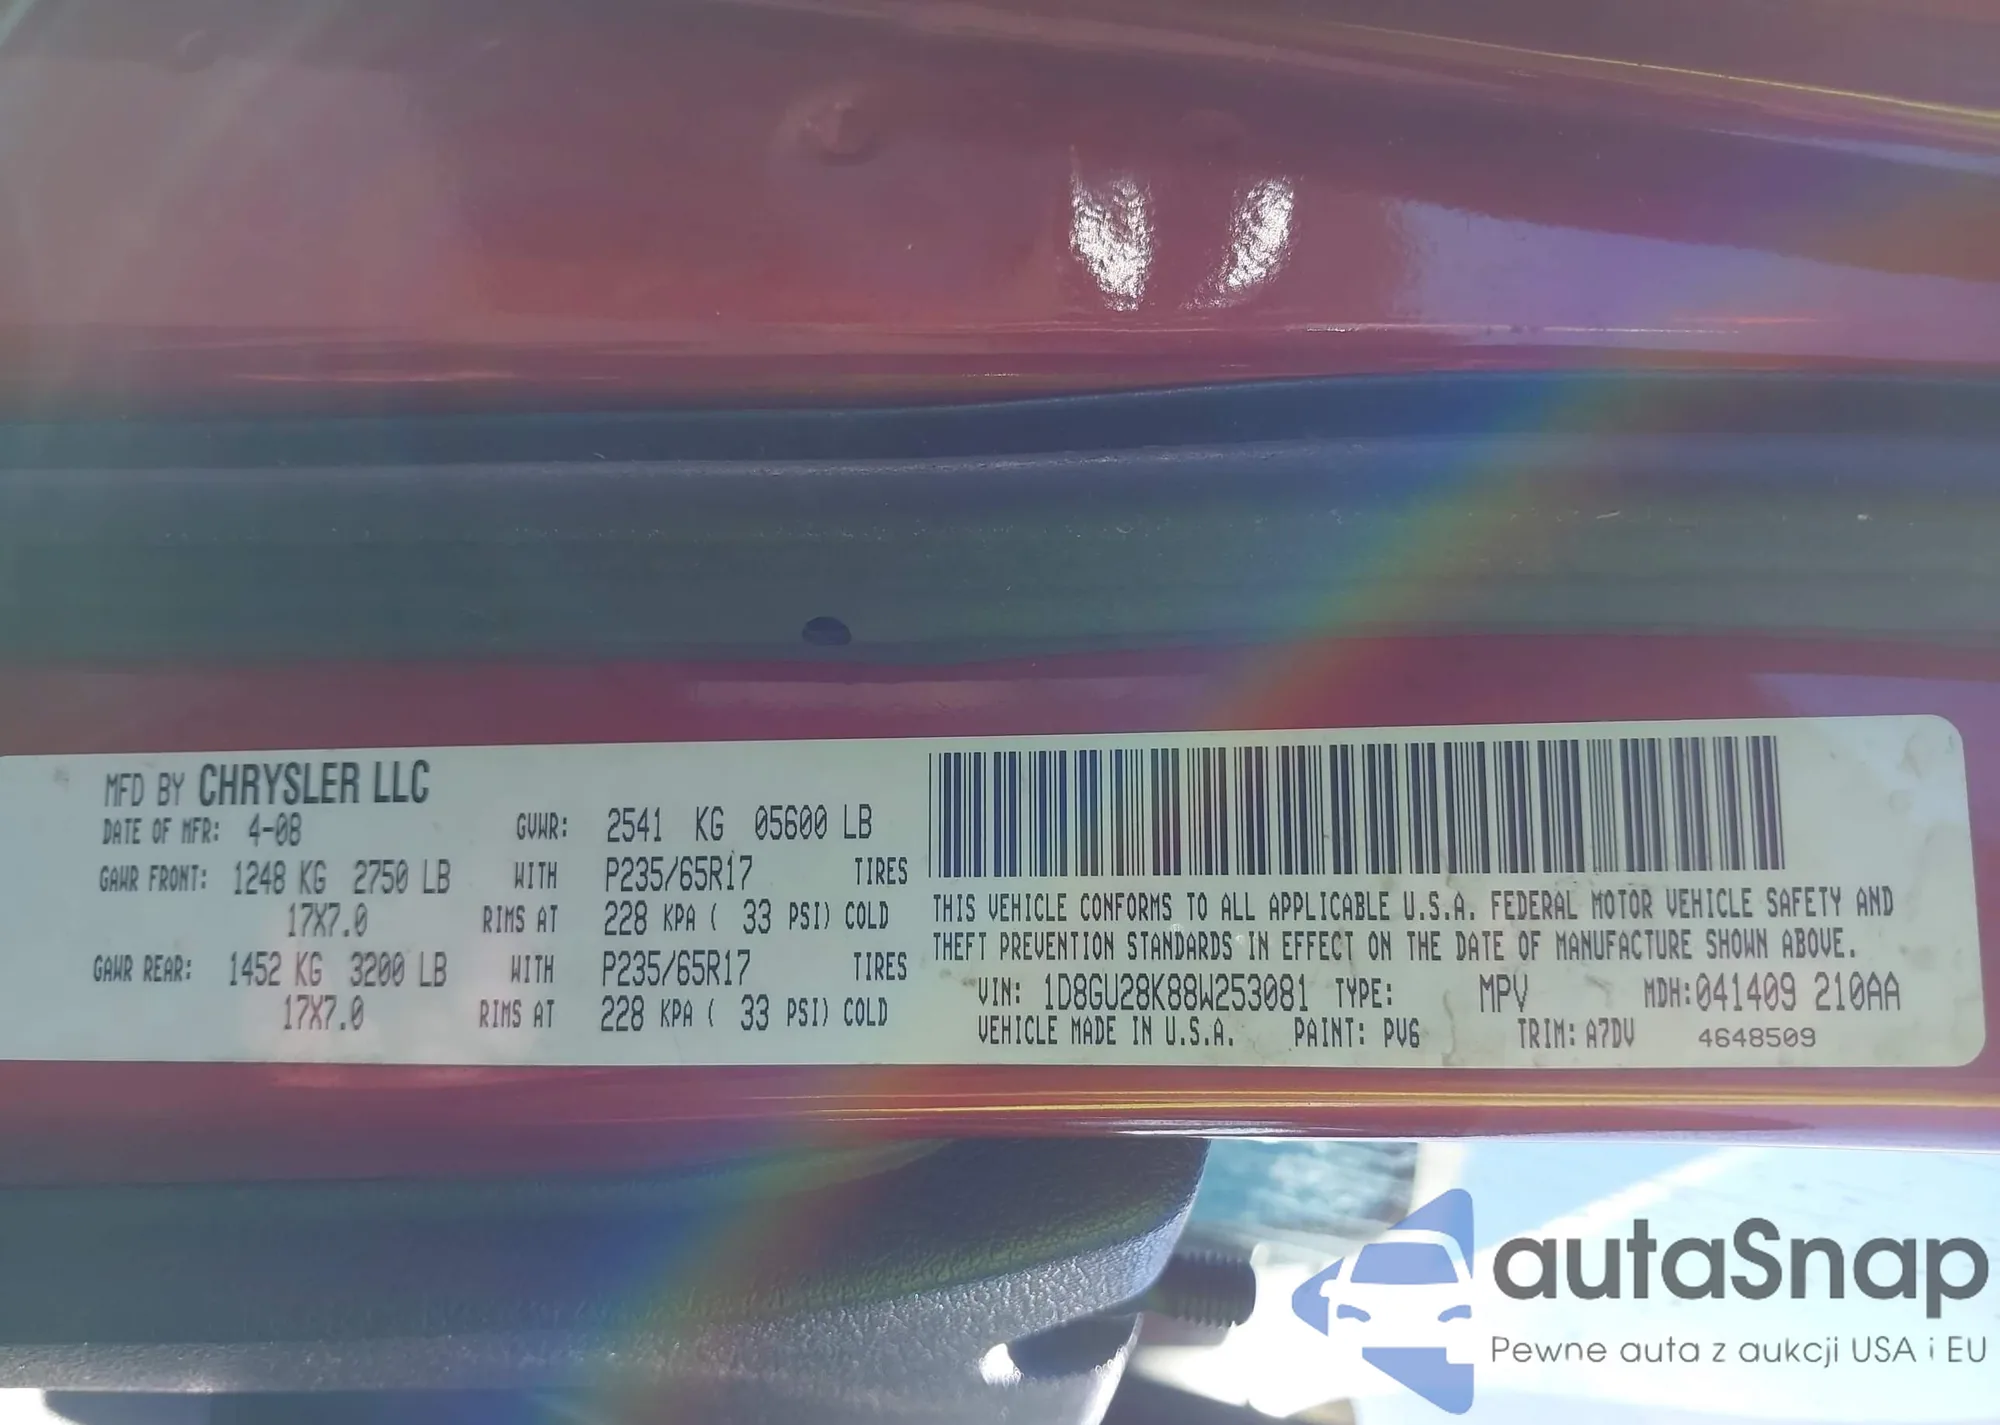 MFD BY CHRYSLER LLC
DATE OF MFR: 4-08 GVWR: 2541 KG 05600 LB
GAWR FRONT: 1248 KG 2750 LB WITH P235/65R17 TIRES
17X7.0 RIMS AT 228 KPA ( 33 PSI) COLD
GAWR REAR: 1452 KG 3200 LB WITH P235/65R17 TIRES
17X7.0 RIMS AT 228 KPA ( 33 PSI) COLD
THIS VEHICLE CONFORMS TO ALL APPLICABLE U.S.A. FEDERAL MOTOR VEHICLE SAFETY AND
THEFT PREVENTION STANDARDS IN EFFECT ON THE DATE OF MANUFACTURE SHOWN ABOVE.
VIN: 1D8GU28K88W253081 TYPE: MPV MDH:041409 210AA
VEHICLE MADE IN U.S.A. PAINT: PV6 TRIM: A7DV 4648509
autaSnap
Pewne auta z aukcji USA i EU